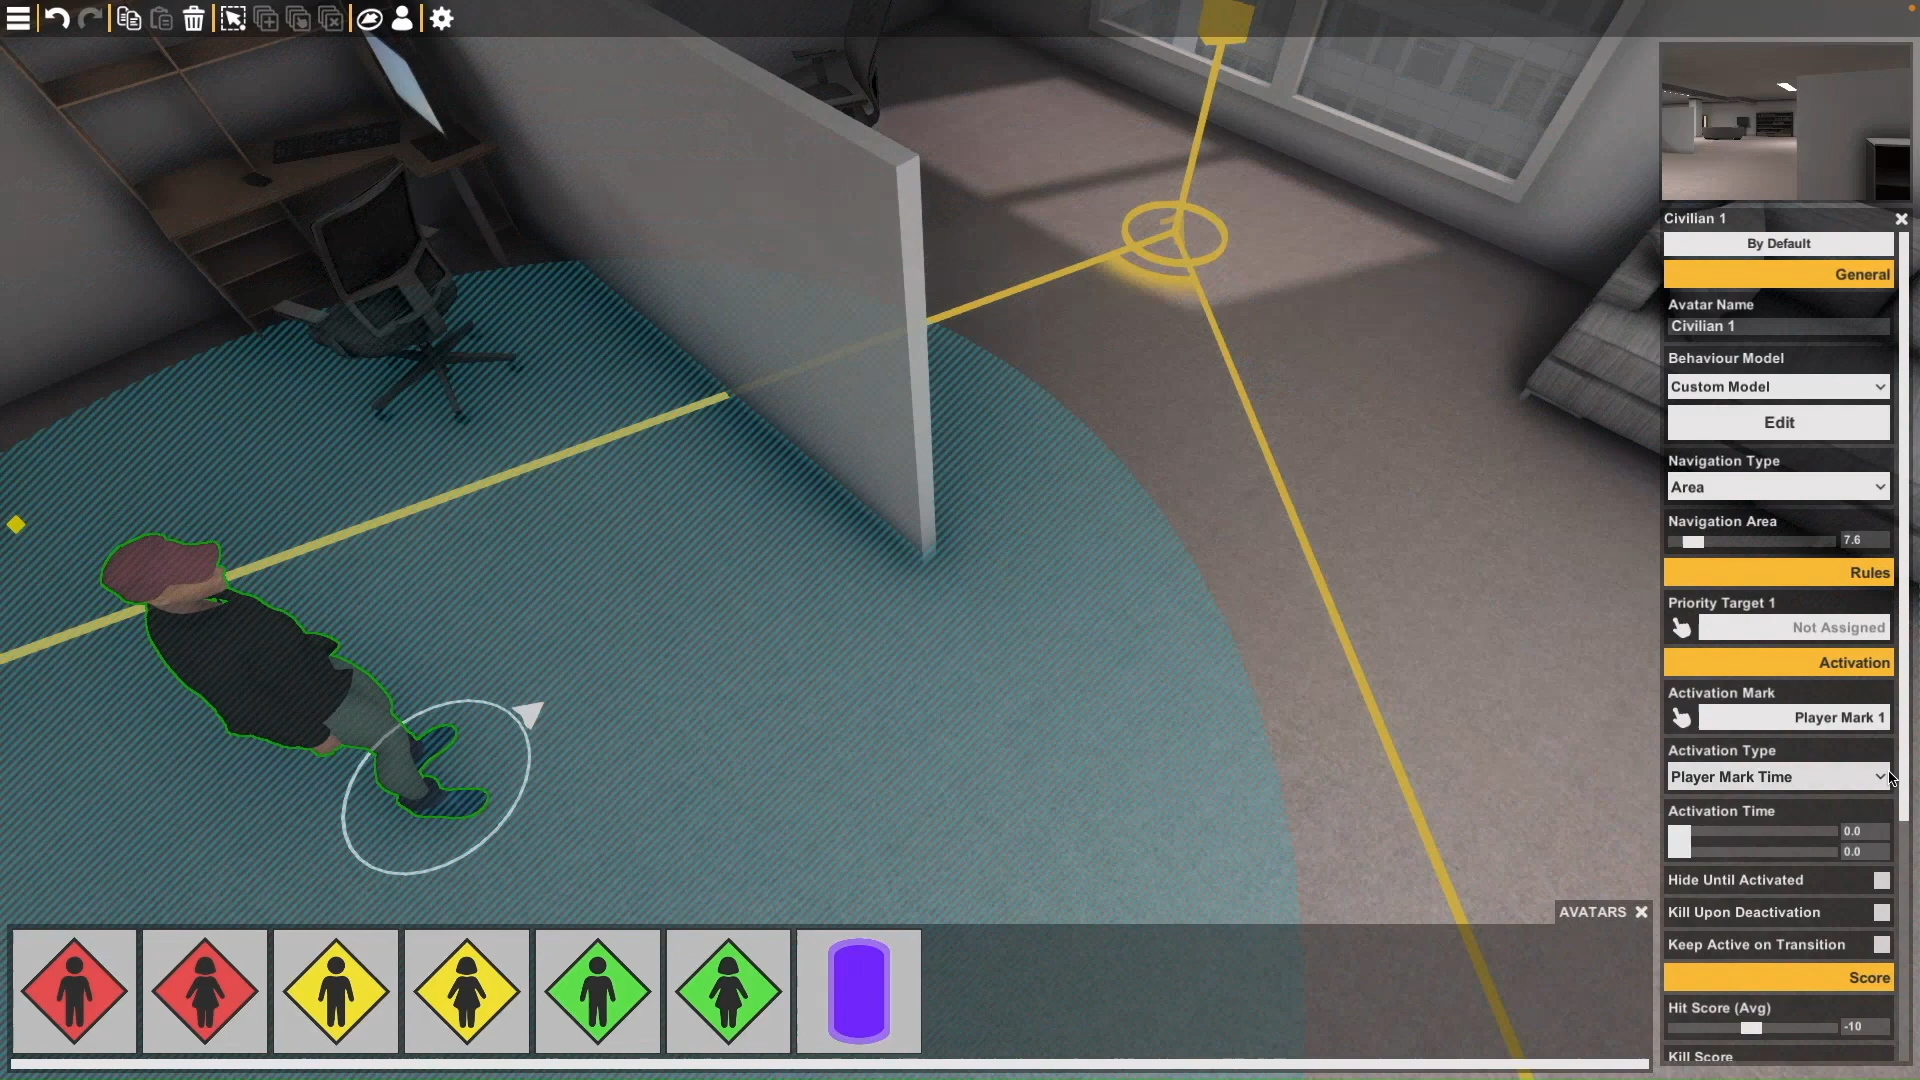 Civilian 1
By Default
General
Avatar Name
Civilian 1
Behaviour Model
Custom Model
Edit
Navigation Type
Area
Navigation Area
7.6
Rules
Priority Target 1
Not Assigned
Activation
Activation Mark
Player Mark 1
Activation Type
Player Mark Time
Activation Time
0.0
0.0
Hide Until Activated
Kill Upon Deactivation
Keep Active on Transition
Score
Hit Score (Avg)
-10
Kill Score
AVATARS